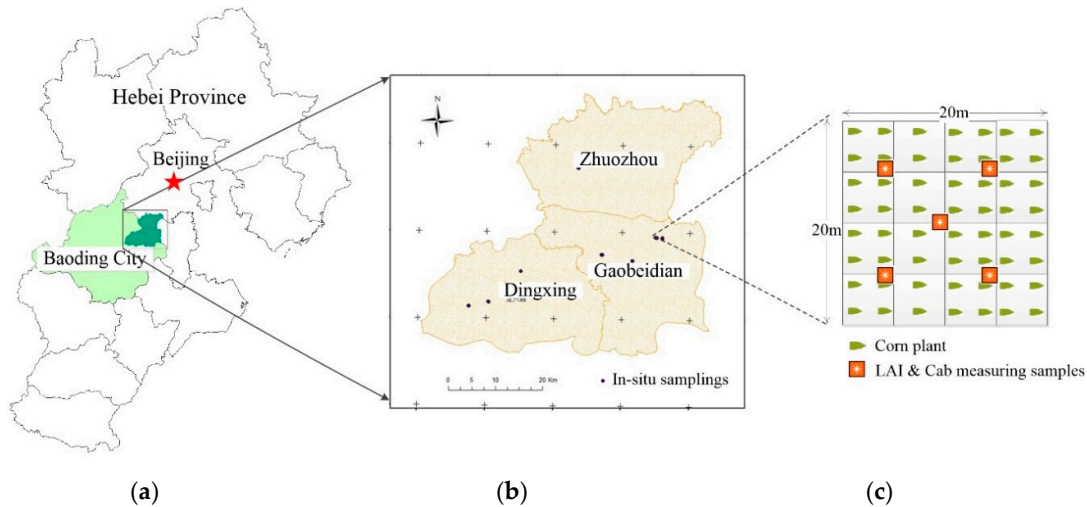 Hebei Province
Beijing
Baoding City
(a)
N
Zhuozhou
Gaobeidian
Dingxing
In-situ samplings
0 5 10 20 Km
(b)
20m
20m
Corn plant
LAI & Cab measuring samples
(c)